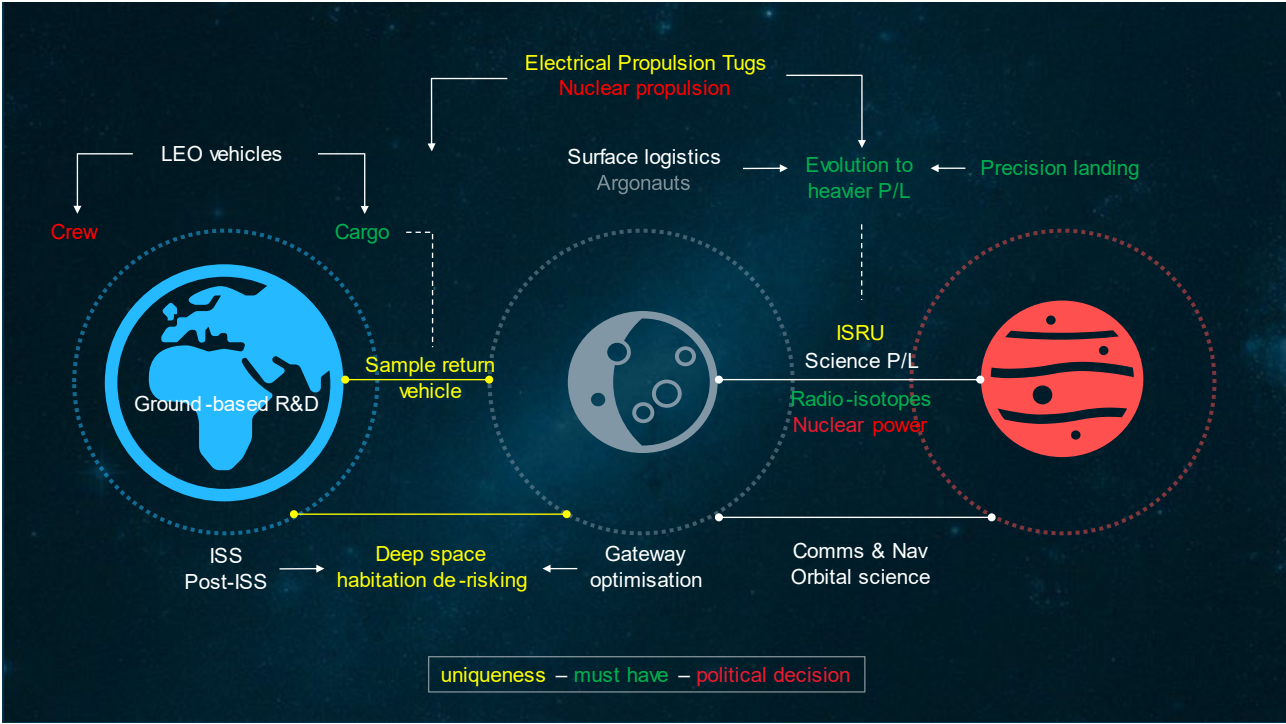 Electrical Propulsion Tugs
Nuclear propulsion
LEO vehicles
Surface logistics
Argonauts
Evolution to
heavier P/L
Precision landing
Crew
Cargo
ISRU
Science P/L
Sample return
vehicle
Ground-based R&D
Radio-isotopes
Nuclear power
ISS
Post-ISS
Deep space
habitation de-risking
Gateway
optimisation
Comms & Nav
Orbital science
uniqueness – must have – political decision